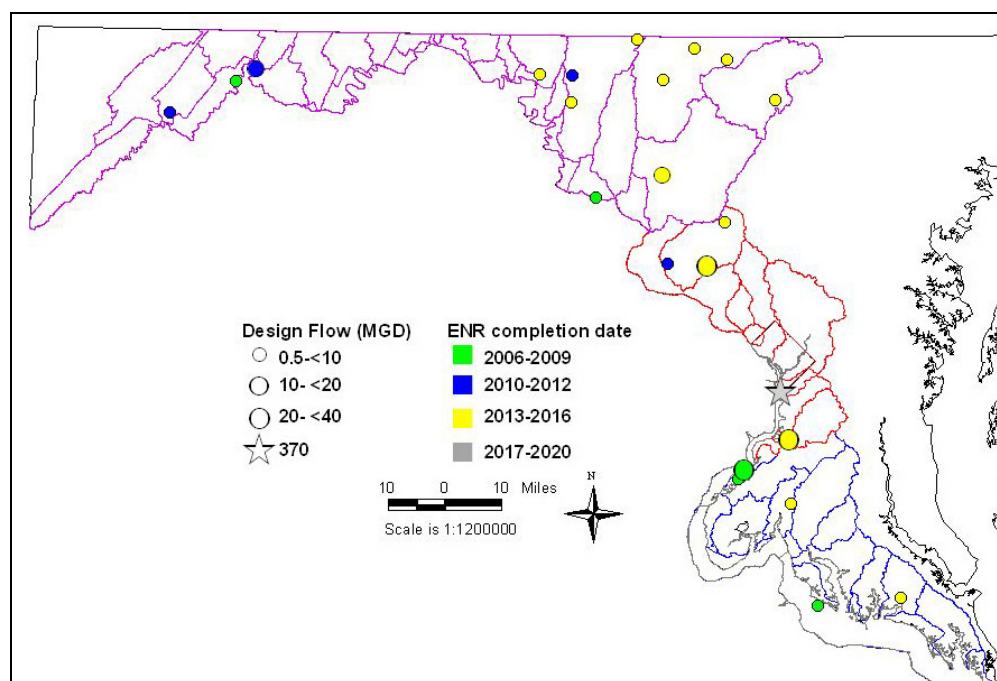 Design Flow (MGD)
0.5-<10
10- <20
20- <40
370
ENR completion date
2006-2009
2010-2012
2013-2016
2017-2020
10 0 10 Miles
Scale is 1:1200000
N